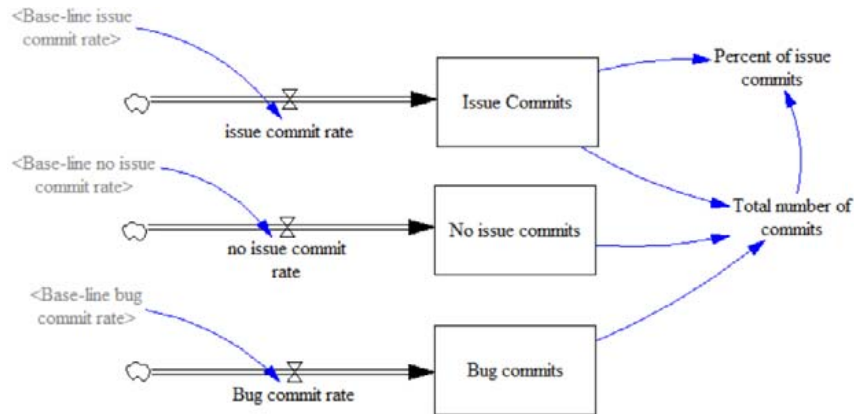 <Base-line issue
commit rate>
issue commit rate
Issue Commits
Percent of issue
commits
<Base-line no issue
commit rate>
no issue commit
rate
No issue commits
Total number of
commits
<Base-line bug
commit rate>
Bug commit rate
Bug commits